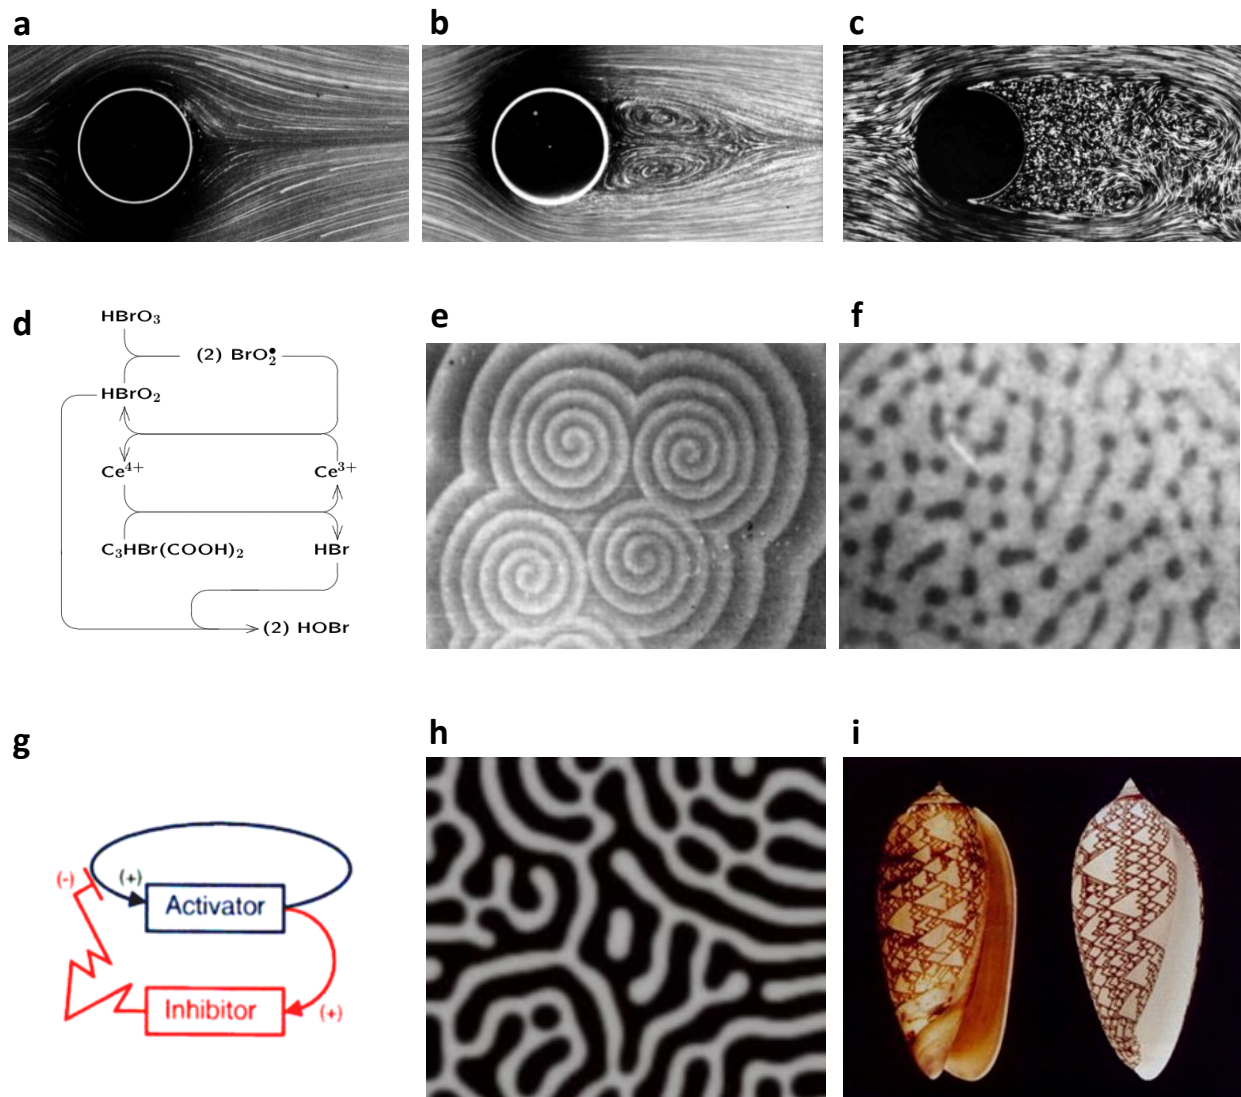 a
b
c
d
HBrO₃
(2) BrO₂•
HBrO₂
Ce⁴⁺
Ce³⁺
C₃HBr(COOH)₂
HBr
(2) HOBr
e
f
g
(-)
(+)
Activator
Inhibitor
(+)
h
i